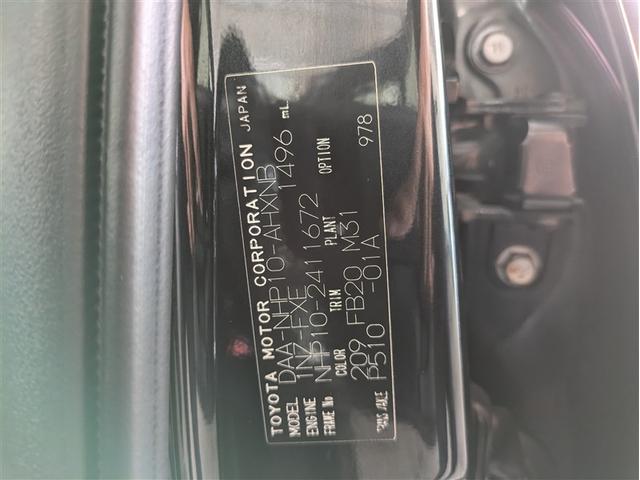 TOYOTA MOTOR CORPORATION JAPAN
MODEL DAA-NHP10-AHXNB
ENGINE 1NZ-FXE 1496 mL
FRAME No NHP10-2411672
COLOR TRIM PLANT OPTION
209 FB20 M31 978
P510 -01A